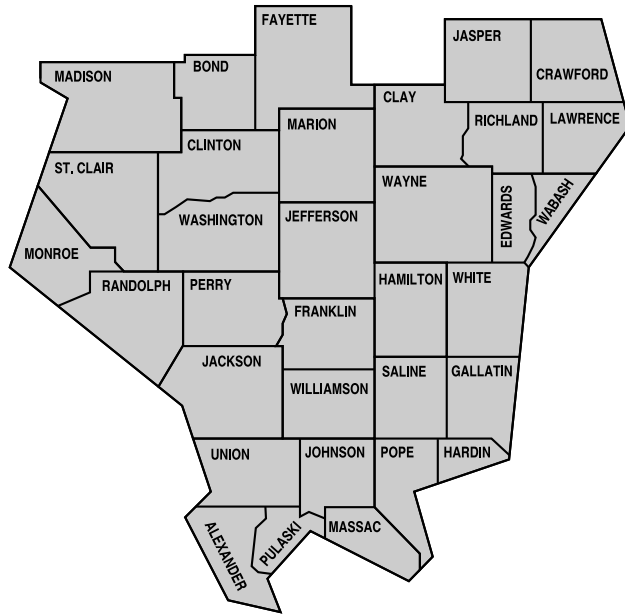 FAYETTE
JASPER
BOND
MADISON
CRAWFORD
CLAY
MARION
RICHLAND
LAWRENCE
CLINTON
ST. CLAIR
WAYNE
EDWARDS
WABASH
JEFFERSON
WASHINGTON
MONROE
RANDOLPH
PERRY
HAMILTON
WHITE
FRANKLIN
JACKSON
SALINE
GALLATIN
WILLIAMSON
UNION
JOHNSON
POPE
HARDIN
ALEXANDER
PULASKI
MASSAC